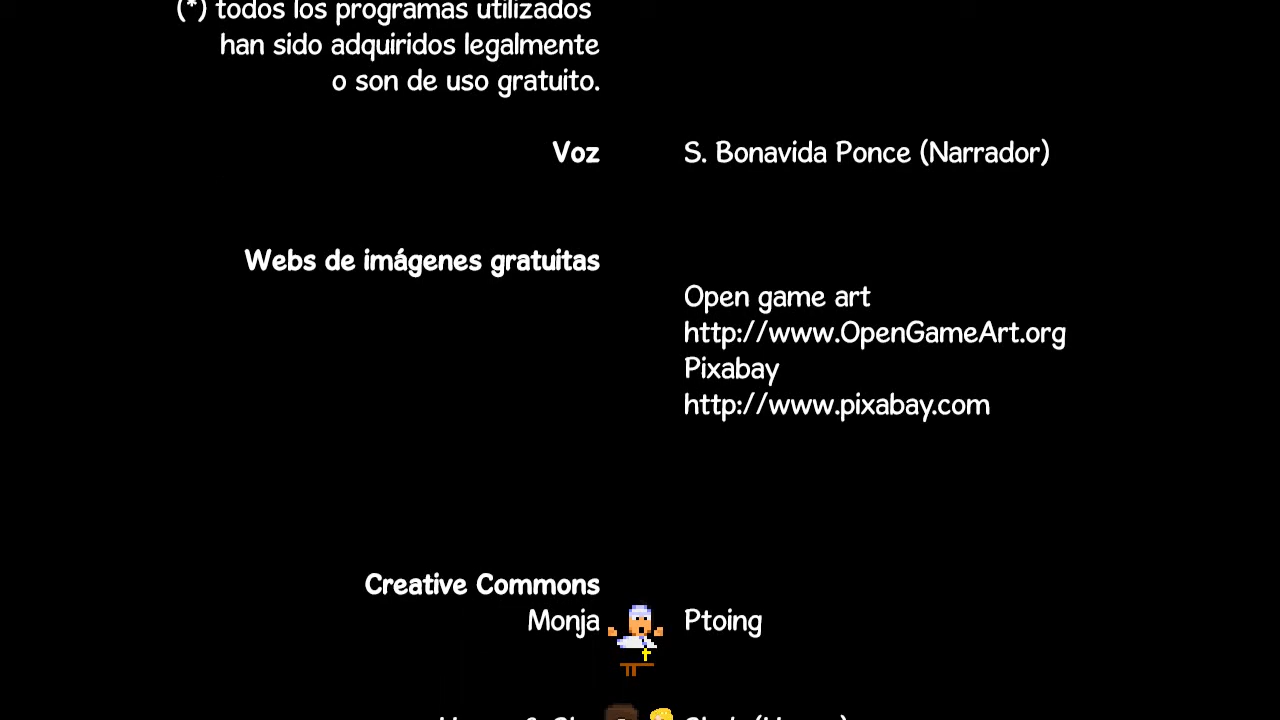 (*) todos los programas utilizados
han sido adquiridos legalmente
o son de uso gratuito.
Voz S. Bonavida Ponce (Narrador)
Webs de imágenes gratuitas
Open game art
http://www.OpenGameArt.org
Pixabay
http://www.pixabay.com
Creative Commons
Monja Ptoing